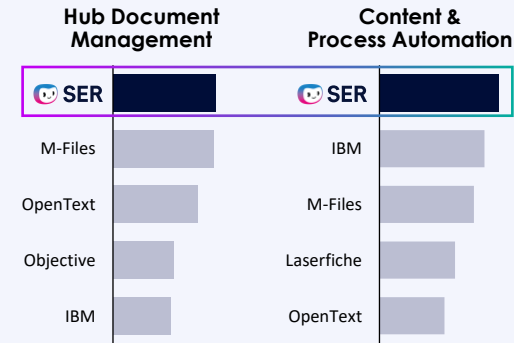 Hub Document
Management
SER
M-Files
OpenText
Objective
IBM
Content &
Process Automation
SER
IBM
M-Files
Laserfiche
OpenText